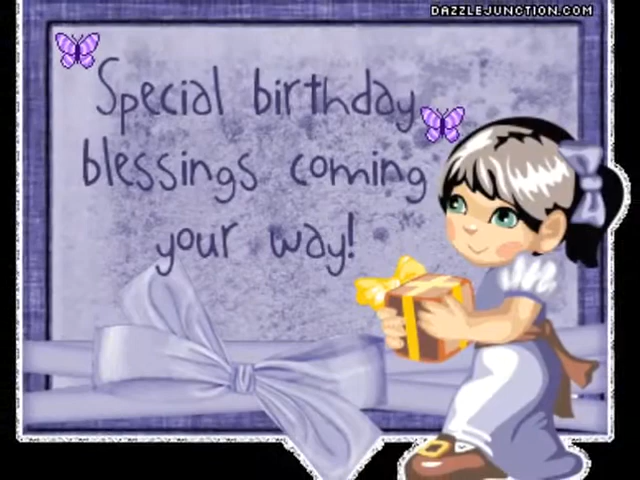 DAZZLEJUNCTION.COM
Special birthday
blessings coming
your way!